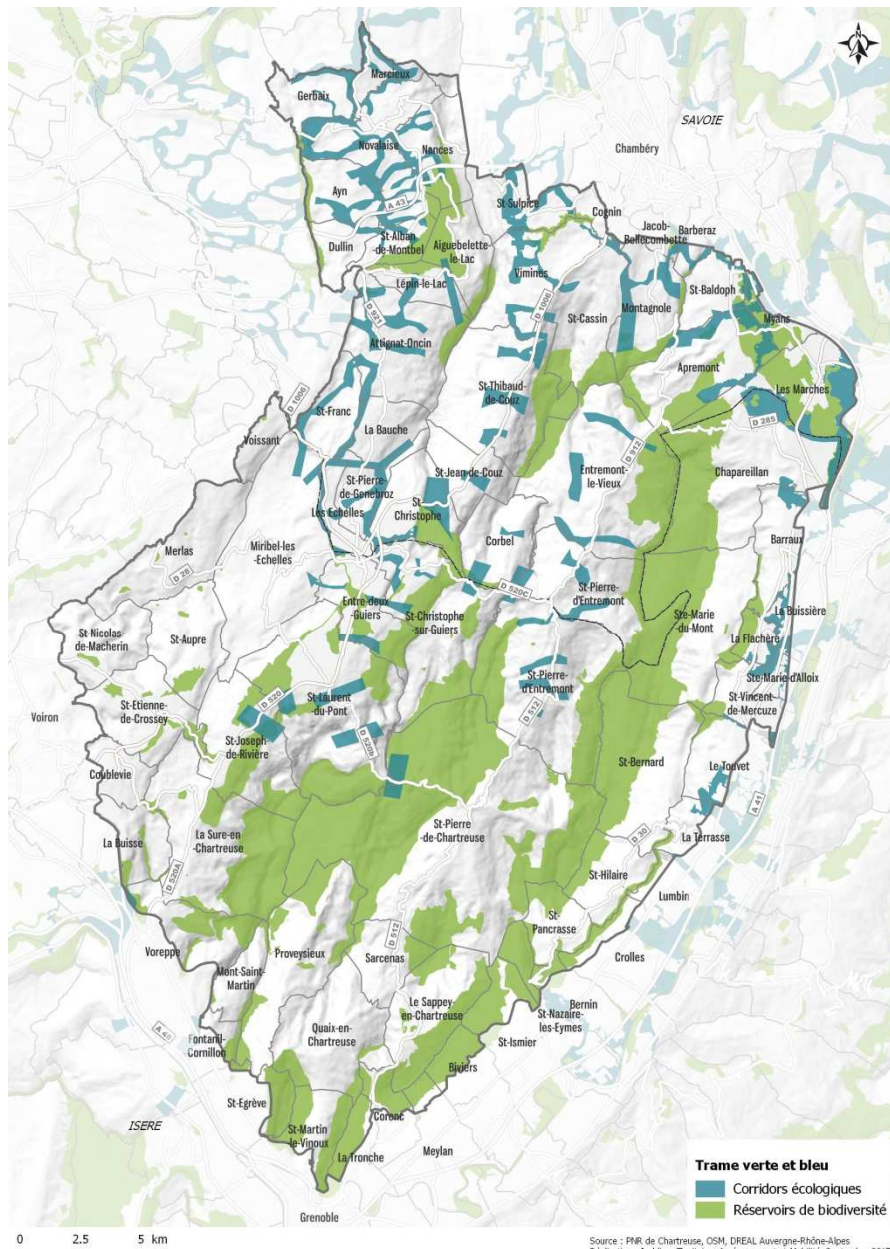 N
SAVOIE
Marcieux
Gerbaix
Novalaise
Nances
Chambéry
Ayn
A 43
St-Sulpice
Cognin
Dullin
St-Alban
-de-Montbel
Aiguebelette
le-Lac
Jacob-
Bellecombette
Barberaz
Lépin-le-Lac
Vimines
Montagnole
St-Baldoph
D 921
D 1006
St-Cassin
Myans
Attignat-Oncin
Apremont
Les Marches
St-Thibaud-
de-Couz
D 1006
St-Franc
D 285
Voissant
La Bauche
D 912
Entremont-
le-Vieux
Chapareillan
St-Pierre-
de-Genebroz
St-Jean-de-Couz
Les Echelles
St-
Christophe
Corbel
Barraux
Merlas
Miribel-les
-Echelles
D 28
D 520C
St-Pierre-
d'Entremont
Entre-deux
-Guiers
St-Christophe
-sur-Guiers
Ste-Marie
du-Mont
La Buissière
La Flachère
St-Nicolas
de-Macherin
St-Aupre
Ste-Marie-d'Alloix
St-Pierre-
d'Entremont
St-Vincent
de-Mercuze
St-Etienne
de-Crossey
D 520
St-Laurent
du-Pont
D 512
Voiron
St-Joseph-
de-Rivière
D 520b
St-Bernard
Le Touvet
Coublevie
A 41
La Buisse
La Sure-en
-Chartreuse
St-Pierre
-de-Chartreuse
D 30
La Terrasse
D 520A
St-Hilaire
Lumbin
St-
Pancrasse
Voreppe
Mont-Saint-
Martin
Proveysieux
D 512
Sarcenas
Crolles
Le Sappey-
en-Chartreuse
Bernin
St-Nazaire-
les-Eymes
Quaix-en-
Chartreuse
A 48
Fontanil-
Cornillon
St-Ismier
Biviers
St-Egrève
Corenc
ISERE
St-Martin
-le-Vinoux
La Tronche
Meylan
Grenoble
Trame verte et bleu
Corridors écologiques
Réservoirs de biodiversité
0 2.5 5 km
Source : PNR de Chartreuse, OSM, DREAL Auvergne-Rhône-Alpes